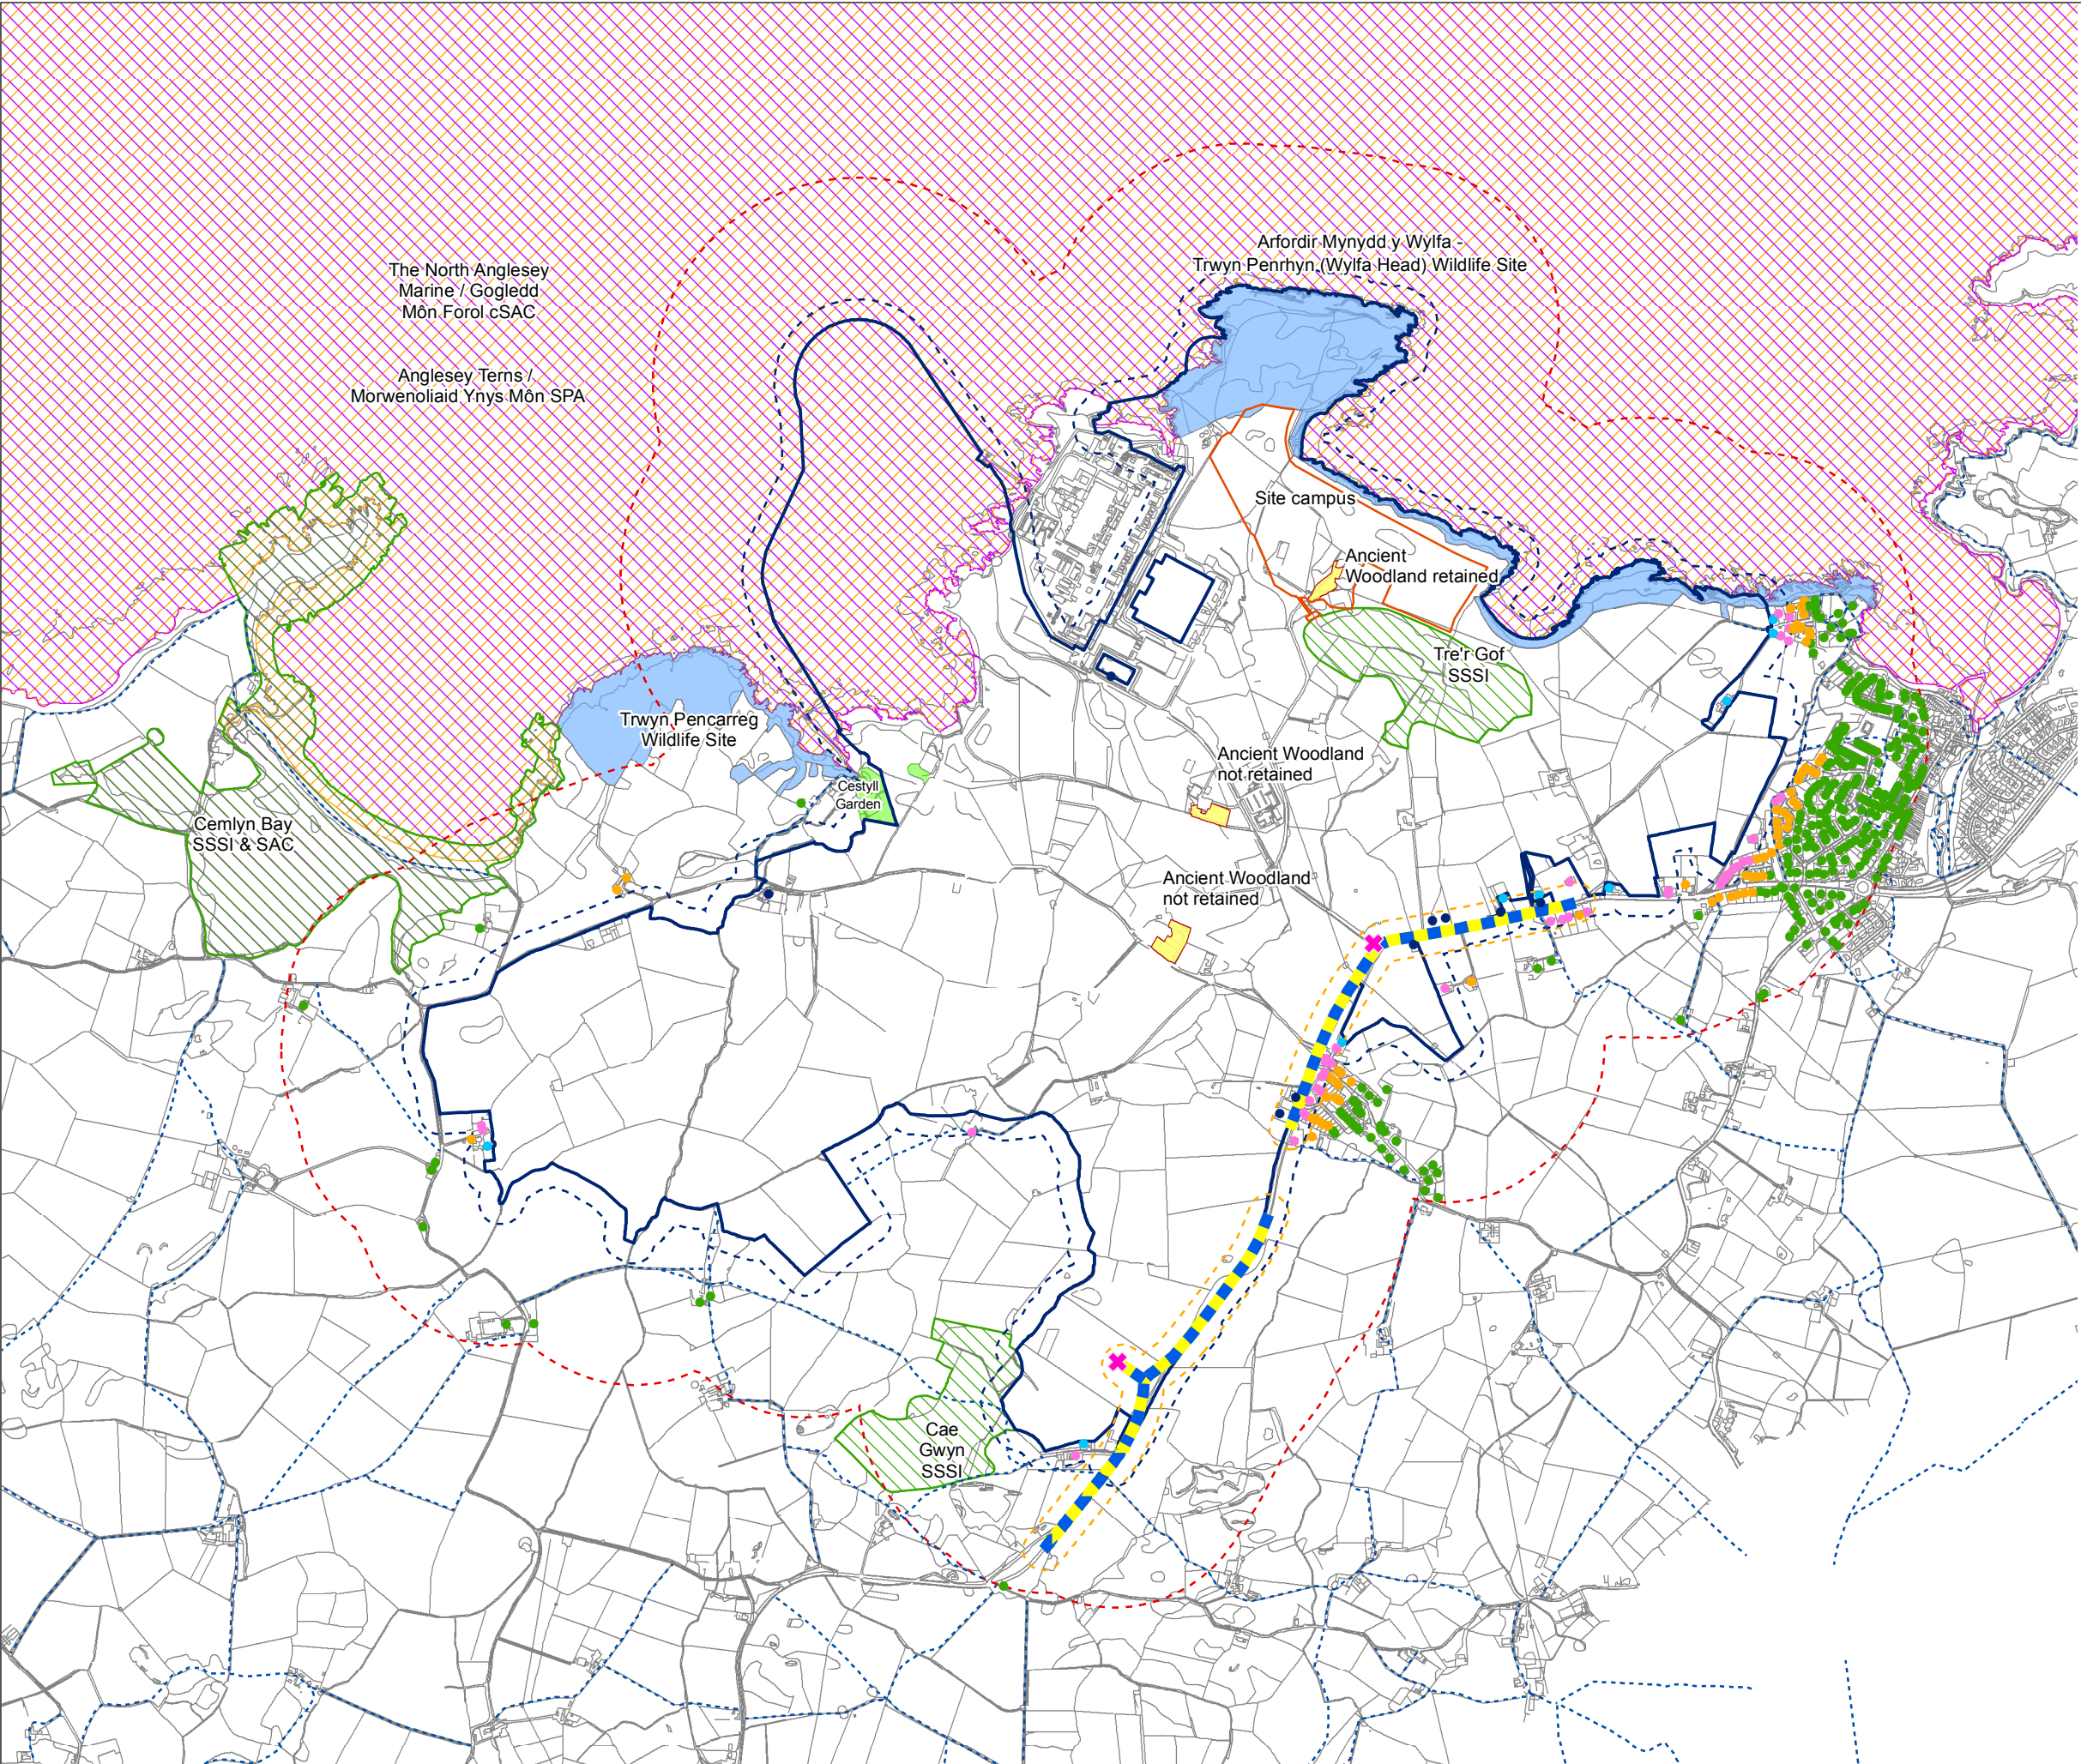 Arfordir Mynydd y Wylfa -
Trwyn Penrhyn (Wylfa Head) Wildlife Site
The North Anglesey
Marine / Gogledd
Môn Forol cSAC
Anglesey Terns /
Morwenoliaid Ynys Môn SPA
Site campus
Ancient
Woodland retained
Tre'r Gof
SSSI
Trwyn Pencarreg
Wildlife Site
Ancient Woodland
not retained
Cestyll
Garden
Cemlyn Bay
SSSI & SAC
Ancient Woodland
not retained
Cae
Gwyn
SSSI